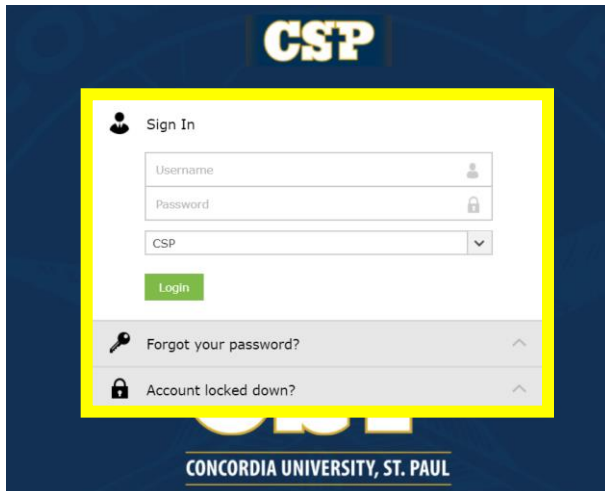 CSP
Sign In
Username
Password
CSP
Login
Forgot your password?
Account locked down?
CONCORDIA UNIVERSITY, ST. PAUL